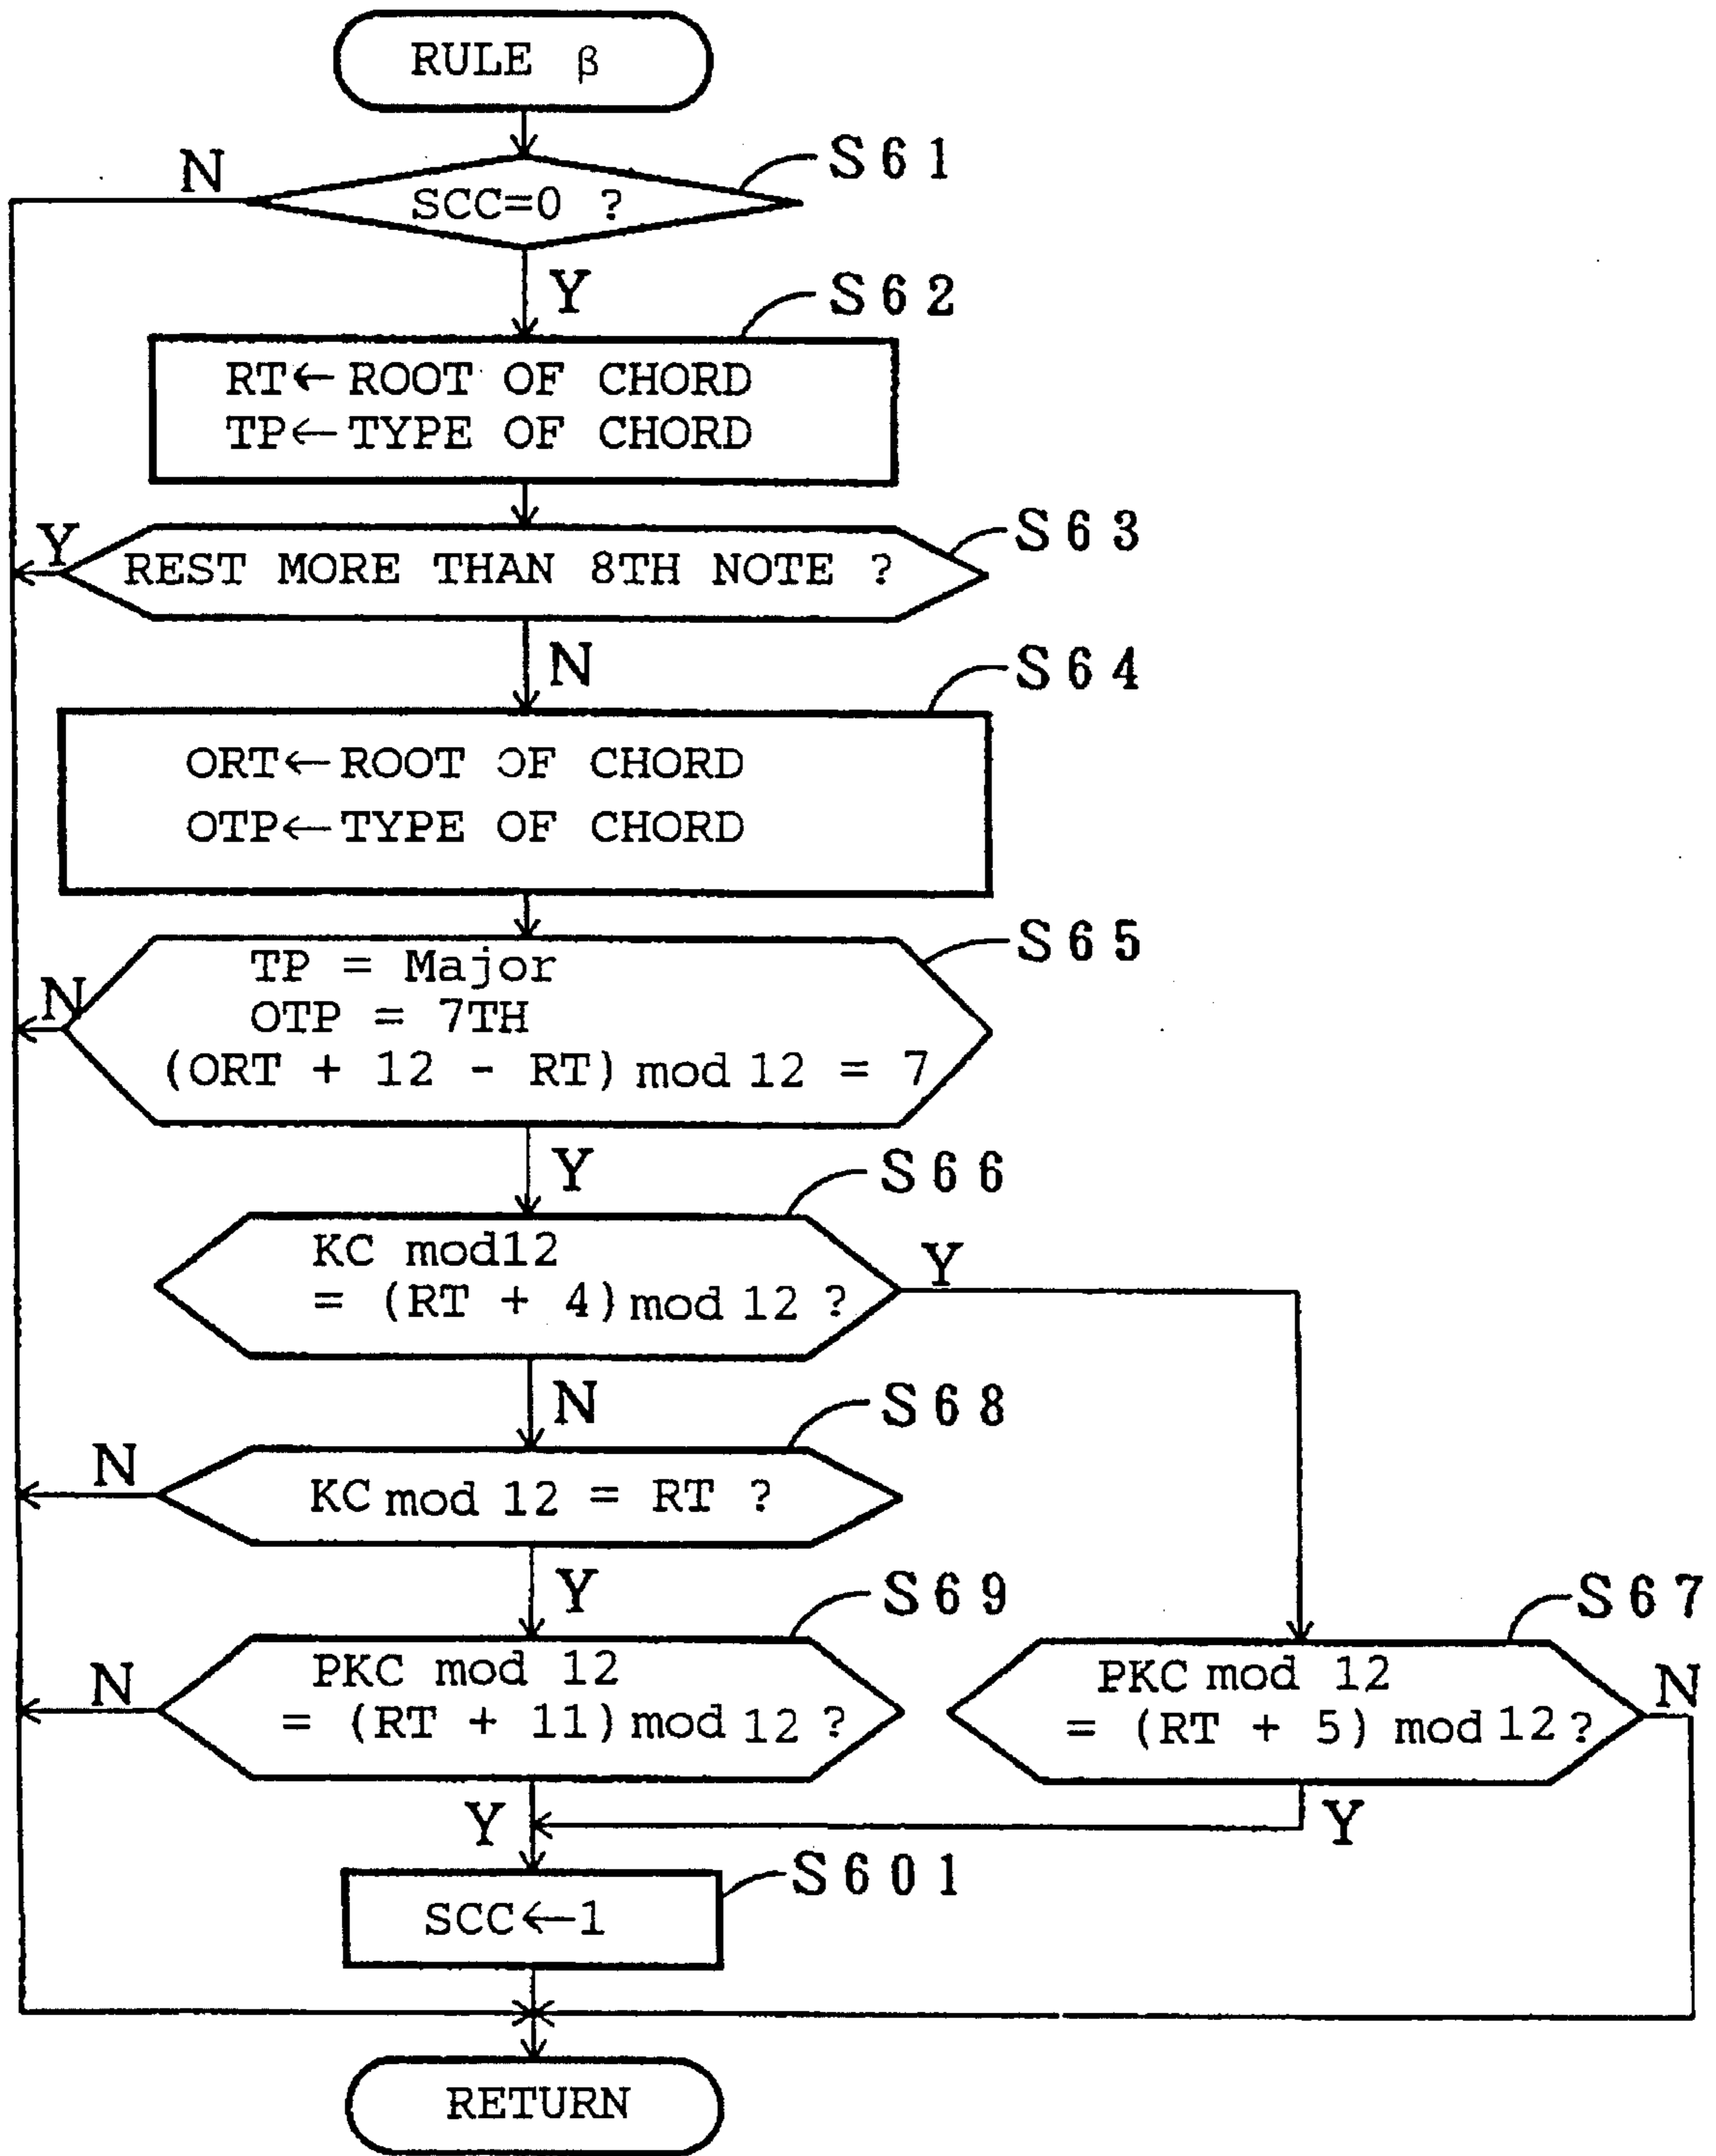 RULE β
S61
N
SCC=0 ?
Y
S62
RT←ROOT OF CHORD
TP←TYPE OF CHORD
S63
Y
REST MORE THAN 8TH NOTE ?
N
S64
ORT←ROOT OF CHORD
OTP←TYPE OF CHORD
S65
TP = Major
N
OTP = 7TH
(ORT + 12 - RT) mod 12 = 7
Y
S66
KC mod12
Y
= (RT + 4) mod 12 ?
N
S68
N
KC mod 12 = RT ?
Y
S69
S67
PKC mod 12
N
= (RT + 11) mod 12 ?
PKC mod 12
N
= (RT + 5) mod 12 ?
Y
Y
S601
SCC←1
RETURN